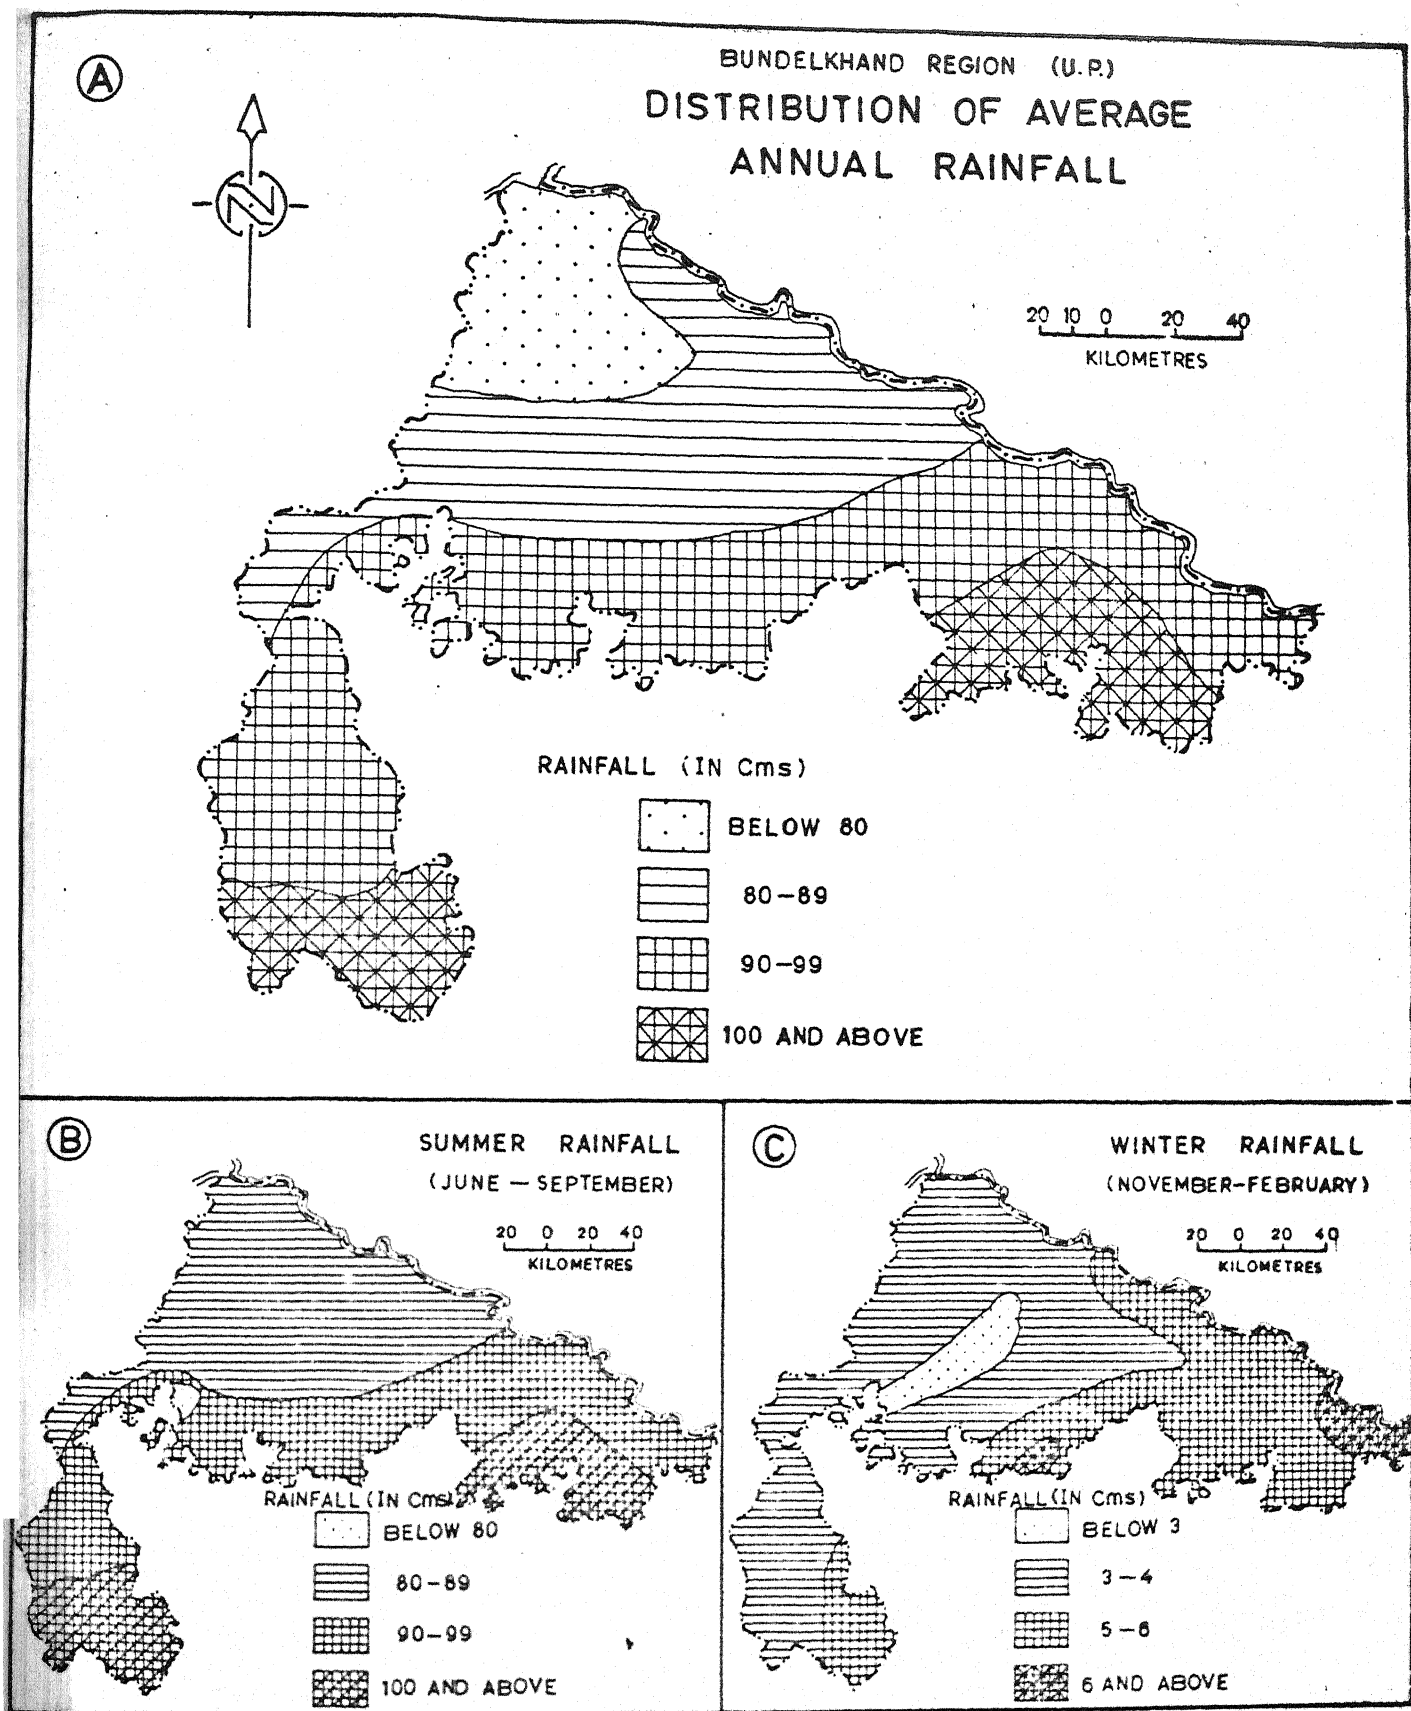 A
BUNDELKHAND REGION (U.P.)
DISTRIBUTION OF AVERAGE
ANNUAL RAINFALL
N
20 10 0 20 40
KILOMETRES
RAINFALL (IN Cms)
BELOW 80
80-89
90-99
100 AND ABOVE
B
SUMMER RAINFALL
(JUNE - SEPTEMBER)
20 0 20 40
KILOMETRES
RAINFALL (IN Cms)
BELOW 80
80-89
90-99
100 AND ABOVE
C
WINTER RAINFALL
(NOVEMBER-FEBRUARY)
20 0 20 40
KILOMETRES
RAINFALL (IN Cms)
BELOW 3
3-4
5-6
6 AND ABOVE